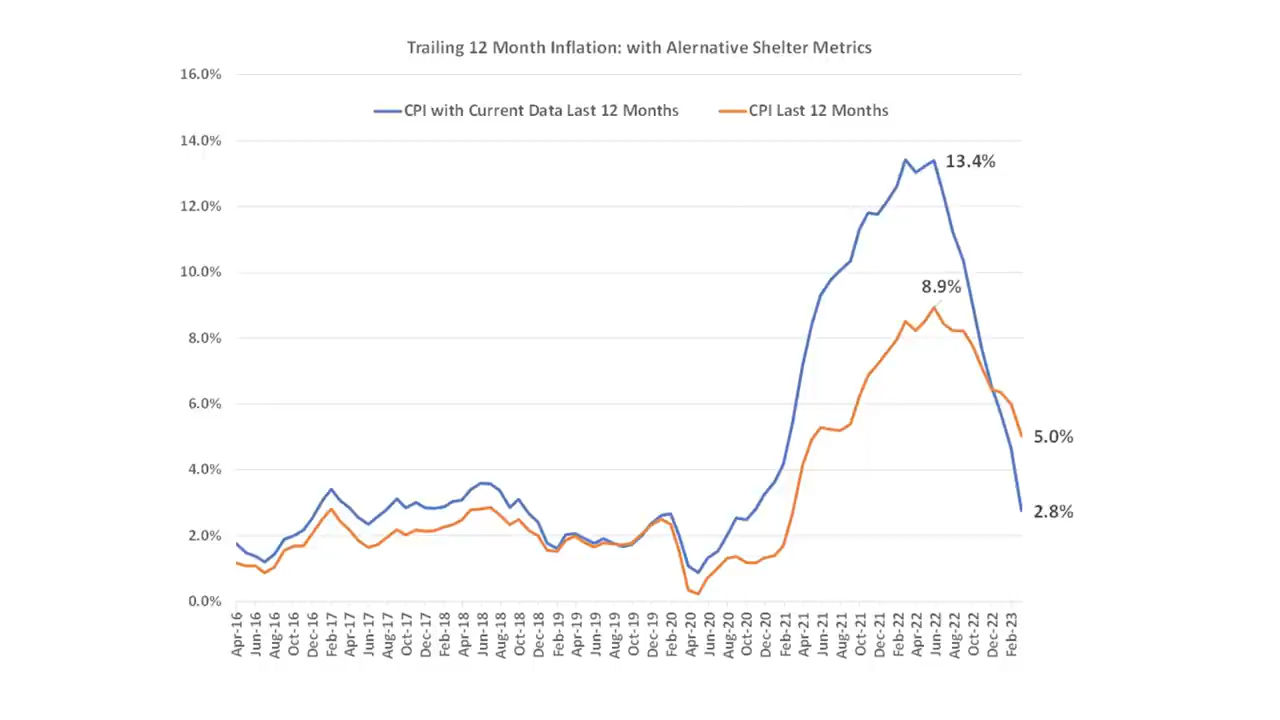 Trailing 12 Month Inflation: with Alernative Shelter Metrics
16.0%
CPI with Current Data Last 12 Months
CPI Last 12 Months
14.0%
13.4%
12.0%
10.0%
8.9%
8.0%
6.0%
5.0%
4.0%
2.8%
2.0%
0.0%
Apr-16
Jun-16
Aug-16
Oct-16
Dec-16
Feb-17
Apr-17
Jun-17
Aug-17
Oct-17
Dec-17
Feb-18
Apr-18
Jun-18
Aug-18
Oct-18
Dec-18
Feb-19
Apr-19
Jun-19
Aug-19
Oct-19
Dec-19
Feb-20
Apr-20
Jun-20
Aug-20
Oct-20
Dec-20
Feb-21
Apr-21
Jun-21
Aug-21
Oct-21
Dec-21
Feb-22
Apr-22
Jun-22
Aug-22
Oct-22
Dec-22
Feb-23